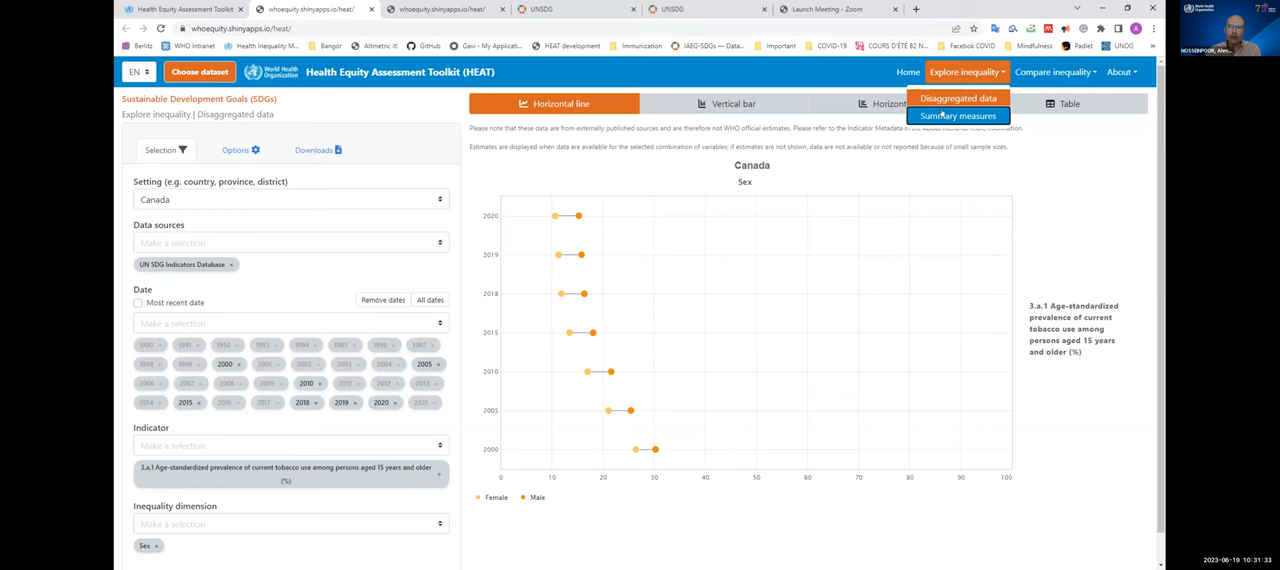 Health Equity Assessment Toolkit
whoequity.shinyapps.io/heat/
whoequity.shinyapps.io/heat/
UNSDG
UNSDG
Launch Meeting - Zoom
whoequity.shinyapps.io/heat/
Berlitz
WHO Intranet
Health Inequality M...
Bangor
Altmetric it!
GitHub
Gavi - My Applicatio...
HEAT development
Immunization
IAEG-SDGs — Data...
Important
COVID-19
COURS D'ÉTÉ B2 N...
Facebok COVID
Mindfulness
Padlet
UNOG
EN
Choose dataset
World Health Organization
Health Equity Assessment Toolkit (HEAT)
Home
Explore inequality
Compare inequality
About
Disaggregated data
Summary measures
Sustainable Development Goals (SDGs)
Explore inequality | Disaggregated data
Horizontal line
Vertical bar
Horizont
Table
Please note that these data are from externally published sources and are therefore not WHO official estimates. Please refer to the Indicator Metadata in the About menu for more information.
Estimates are displayed when data are available for the selected combination of variables; if estimates are not shown, data are not available or not reported because of small sample sizes.
Selection
Options
Downloads
Setting (e.g. country, province, district)
Canada
Data sources
Make a selection
UN SDG Indicators Database ×
Date
Most recent date
Remove dates
All dates
Make a selection
1990 × 1991 × 1992 × 1993 × 1994 × 1995 × 1996 × 1997 ×
1998 × 1999 × 2000 × 2001 × 2002 × 2003 × 2004 × 2005 ×
2006 × 2007 × 2008 × 2009 × 2010 × 2011 × 2012 × 2013 ×
2014 × 2015 × 2016 × 2017 × 2018 × 2019 × 2020 × 2021 ×
Indicator
Make a selection
3.a.1 Age-standardized prevalence of current tobacco use among persons aged 15 years and older
(%) ×
Inequality dimension
Make a selection
Sex ×
Canada
Sex
2020
2019
2018
2015
2010
2005
2000
0 10 20 30 40 50 60 70 80 90 100
Female
Male
3.a.1 Age-standardized
prevalence of current
tobacco use among
persons aged 15 years
and older (%)
World Health Organization
75
HOSSEINPOOR, Ahm...
2023-06-19 10:31:33